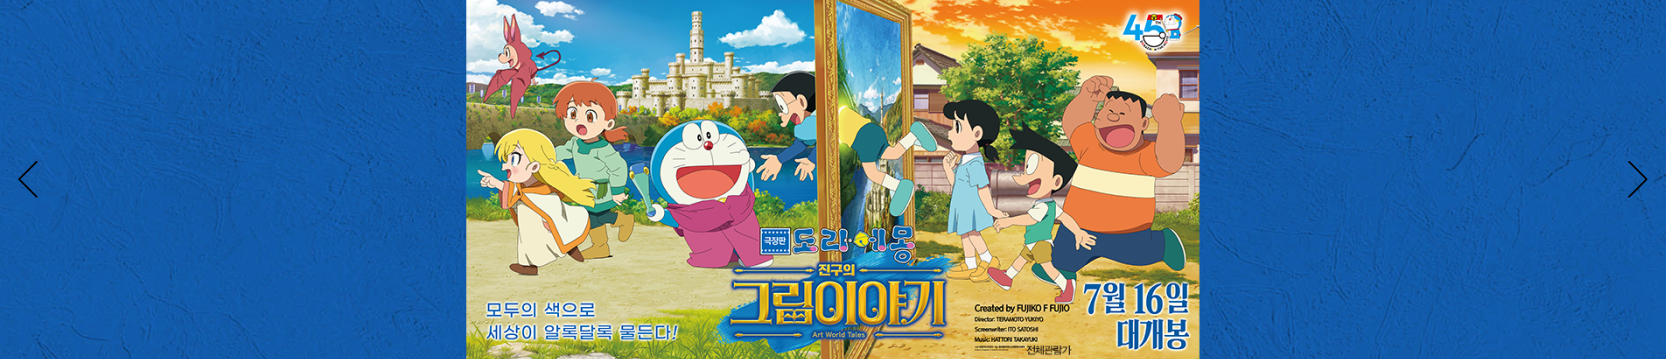 45
극장판
도라에몽
진구의
그림이야기
Art World Tales
모두의 색으로
세상이 알록달록 물든다!
Created by FUJIKO F FUJIO
Director: TERAMOTO YUKIYO
Screenwriter: ITO SATOSHI
Music: HATTORI TAKAYUKI
전체관람가
7월 16일
대개봉